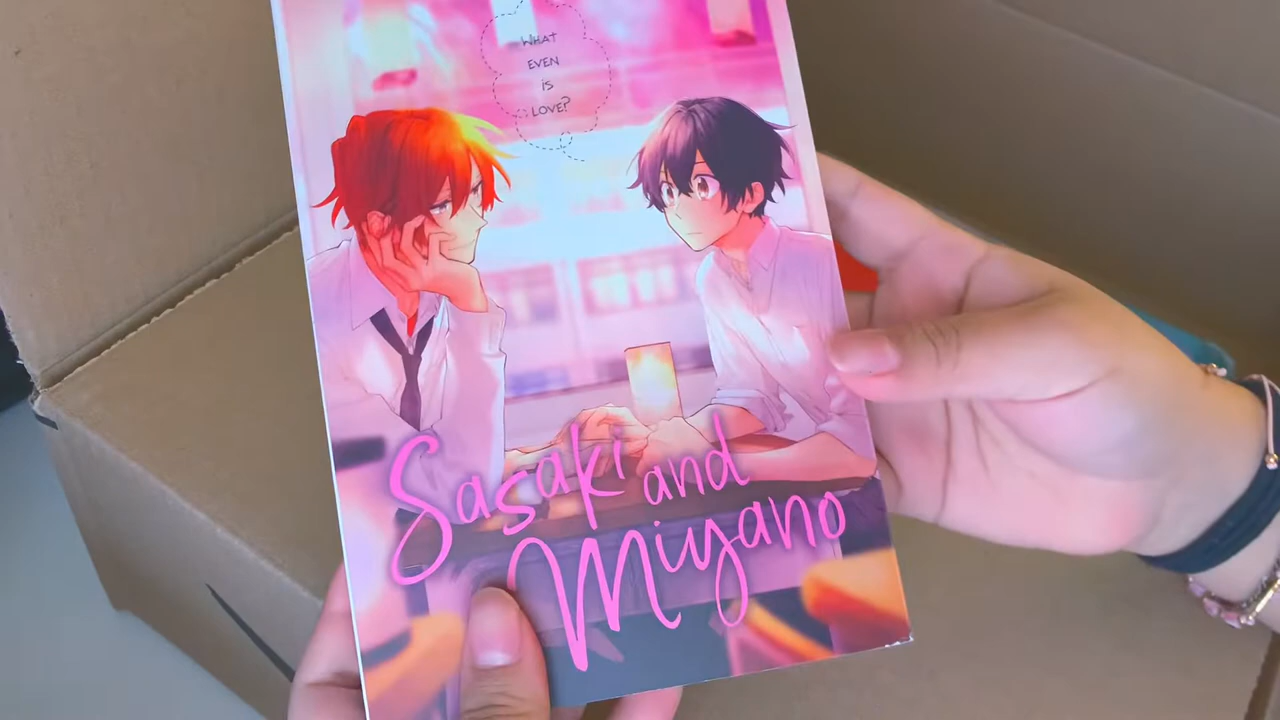 WHAT
EVEN
IS
LOVE?
Sasaki and
Miyano